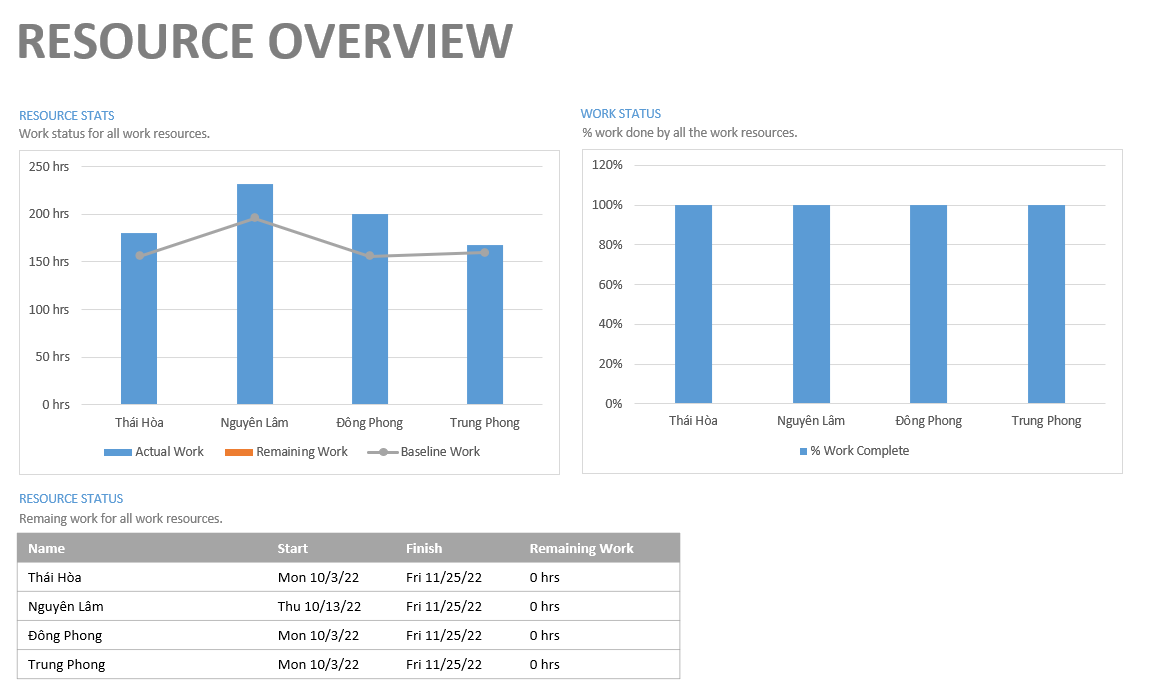 RESOURCE OVERVIEW
RESOURCE STATS
Work status for all work resources.
250 hrs
200 hrs
150 hrs
100 hrs
50 hrs
0 hrs
Thái Hòa Nguyên Lâm Đông Phong Trung Phong
Actual Work Remaining Work Baseline Work
WORK STATUS
% work done by all the work resources.
120%
100%
80%
60%
40%
20%
0%
Thái Hòa Nguyên Lâm Đông Phong Trung Phong
% Work Complete
RESOURCE STATUS
Remaing work for all work resources.
Name Start Finish Remaining Work
Thái Hòa Mon 10/3/22 Fri 11/25/22 0 hrs
Nguyên Lâm Thu 10/13/22 Fri 11/25/22 0 hrs
Đông Phong Mon 10/3/22 Fri 11/25/22 0 hrs
Trung Phong Mon 10/3/22 Fri 11/25/22 0 hrs